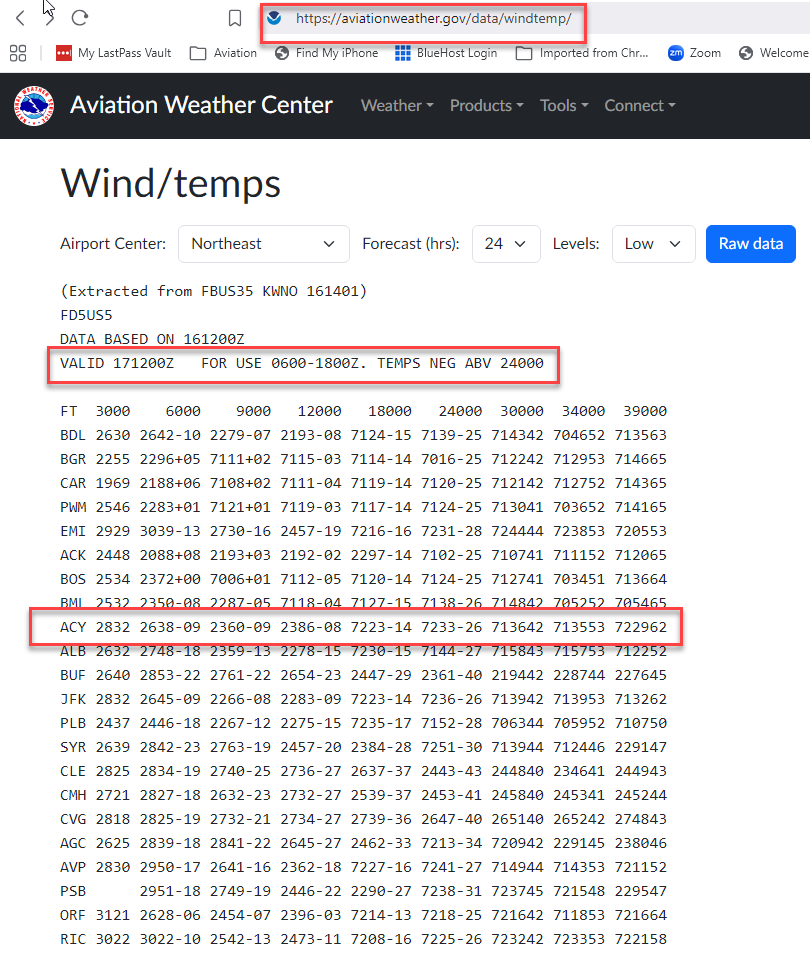 https://aviationweather.gov/data/windtemp/
My LastPass Vault Aviation Find My iPhone BlueHost Login Imported from Chr... zm Zoom Welcome
Aviation Weather Center Weather Products Tools Connect
Wind/temps
Airport Center: Northeast Forecast (hrs): 24 Levels: Low Raw data
(Extracted from FBUS35 KWNO 161401)
FD5US5
DATA BASED ON 161200Z
VALID 171200Z   FOR USE 0600-1800Z. TEMPS NEG ABV 24000
FT  3000    6000    9000   12000   18000   24000  30000  34000  39000
BDL 2630 2642-10 2279-07 2193-08 7124-15 7139-25 714342 704652 713563
BGR 2255 2296+05 7111+02 7115-03 7114-14 7016-25 712242 712953 714665
CAR 1969 2188+06 7108+02 7111-04 7119-14 7120-25 712142 712752 714365
PWM 2546 2283+01 7121+01 7119-03 7117-14 7124-25 713041 703652 714165
EMI 2929 3039-13 2730-16 2457-19 7216-16 7231-28 724444 723853 720553
ACK 2448 2088+08 2193+03 2192-02 2297-14 7102-25 710741 711152 712065
BOS 2534 2372+00 7006+01 7112-05 7120-14 7124-25 712741 703451 713664
BML 2532 2350-08 2287-05 7118-04 7127-15 7138-26 714842 705252 705465
ACY 2832 2638-09 2360-09 2386-08 7223-14 7233-26 713642 713553 722962
ALB 2632 2748-18 2359-13 2278-15 7230-15 7144-27 715843 715753 712252
BUF 2640 2853-22 2761-22 2654-23 2447-29 2361-40 219442 228744 227645
JFK 2832 2645-09 2266-08 2283-09 7223-14 7236-26 713942 713953 713262
PLB 2437 2446-18 2267-12 2275-15 7235-17 7152-28 706344 705952 710750
SYR 2639 2842-23 2763-19 2457-20 2384-28 7251-30 713944 712446 229147
CLE 2825 2834-19 2740-25 2736-27 2637-37 2443-43 244840 234641 244943
CMH 2721 2827-18 2632-23 2732-27 2539-37 2453-41 245840 245341 245244
CVG 2818 2825-19 2732-21 2734-27 2739-36 2647-40 265140 265242 274843
AGC 2625 2839-18 2841-22 2645-27 2462-33 7213-34 720942 229145 238046
AVP 2830 2950-17 2641-16 2362-18 7227-16 7241-27 714944 714353 721152
PSB      2951-18 2749-19 2446-22 2290-27 7238-31 723745 721548 229547
ORF 3121 2628-06 2454-07 2396-03 7214-13 7218-25 721642 711853 721664
RIC 3022 3022-10 2542-13 2473-11 7208-16 7225-26 723242 723353 722158